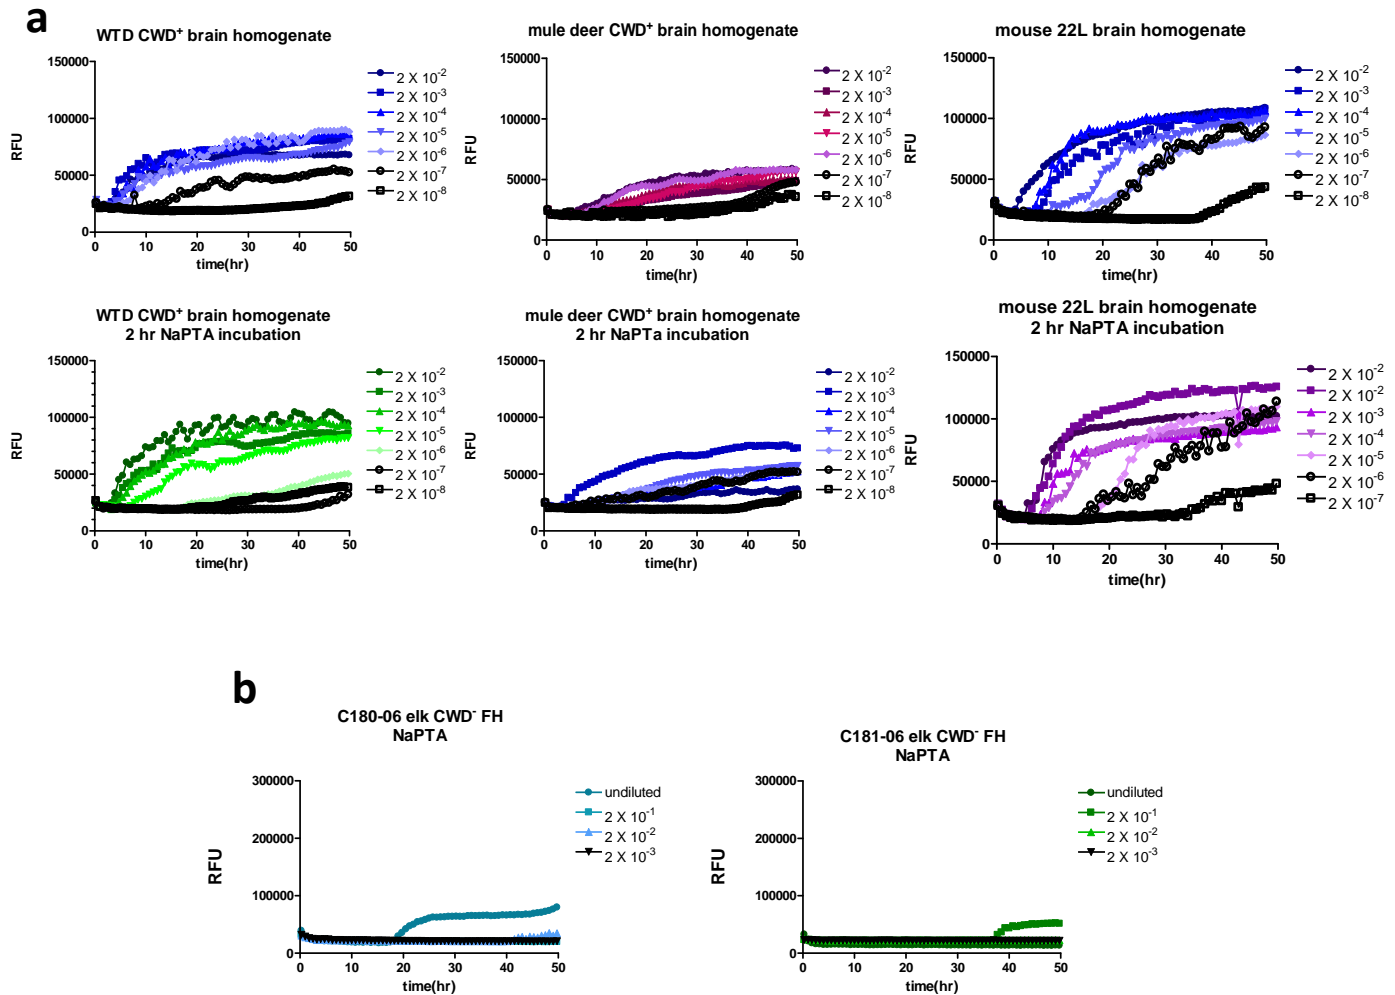 a
WTD CWD⁺ brain homogenate
150000
100000
50000
0
RFU
0 10 20 30 40 50
time(hr)
2 X 10⁻²
2 X 10⁻³
2 X 10⁻⁴
2 X 10⁻⁵
2 X 10⁻⁶
2 X 10⁻⁷
2 X 10⁻⁸
mule deer CWD⁺ brain homogenate
150000
100000
50000
0
RFU
0 10 20 30 40 50
time(hr)
2 X 10⁻²
2 X 10⁻³
2 X 10⁻⁴
2 X 10⁻⁵
2 X 10⁻⁶
2 X 10⁻⁷
2 X 10⁻⁸
mouse 22L brain homogenate
150000
100000
50000
0
RFU
0 10 20 30 40 50
time(hr)
2 X 10⁻²
2 X 10⁻³
2 X 10⁻⁴
2 X 10⁻⁵
2 X 10⁻⁶
2 X 10⁻⁷
2 X 10⁻⁸
WTD CWD⁺ brain homogenate
2 hr NaPTA incubation
150000
100000
50000
0
RFU
0 10 20 30 40 50
time(hr)
2 X 10⁻²
2 X 10⁻³
2 X 10⁻⁴
2 X 10⁻⁵
2 X 10⁻⁶
2 X 10⁻⁷
2 X 10⁻⁸
mule deer CWD⁺ brain homogenate
2 hr NaPTa incubation
150000
100000
50000
0
RFU
0 10 20 30 40 50
time(hr)
2 X 10⁻²
2 X 10⁻³
2 X 10⁻⁴
2 X 10⁻⁵
2 X 10⁻⁶
2 X 10⁻⁷
2 X 10⁻⁸
mouse 22L brain homogenate
2 hr NaPTA incubation
150000
100000
50000
0
RFU
0 10 20 30 40 50
time(hr)
2 X 10⁻²
2 X 10⁻²
2 X 10⁻³
2 X 10⁻⁴
2 X 10⁻⁵
2 X 10⁻⁶
2 X 10⁻⁷
b
C180-06 elk CWD⁻ FH
NaPTA
300000
200000
100000
0
RFU
0 10 20 30 40 50
time(hr)
undiluted
2 X 10⁻¹
2 X 10⁻²
2 X 10⁻³
C181-06 elk CWD⁻ FH
NaPTA
300000
200000
100000
0
RFU
0 10 20 30 40 50
time(hr)
undiluted
2 X 10⁻¹
2 X 10⁻²
2 X 10⁻³